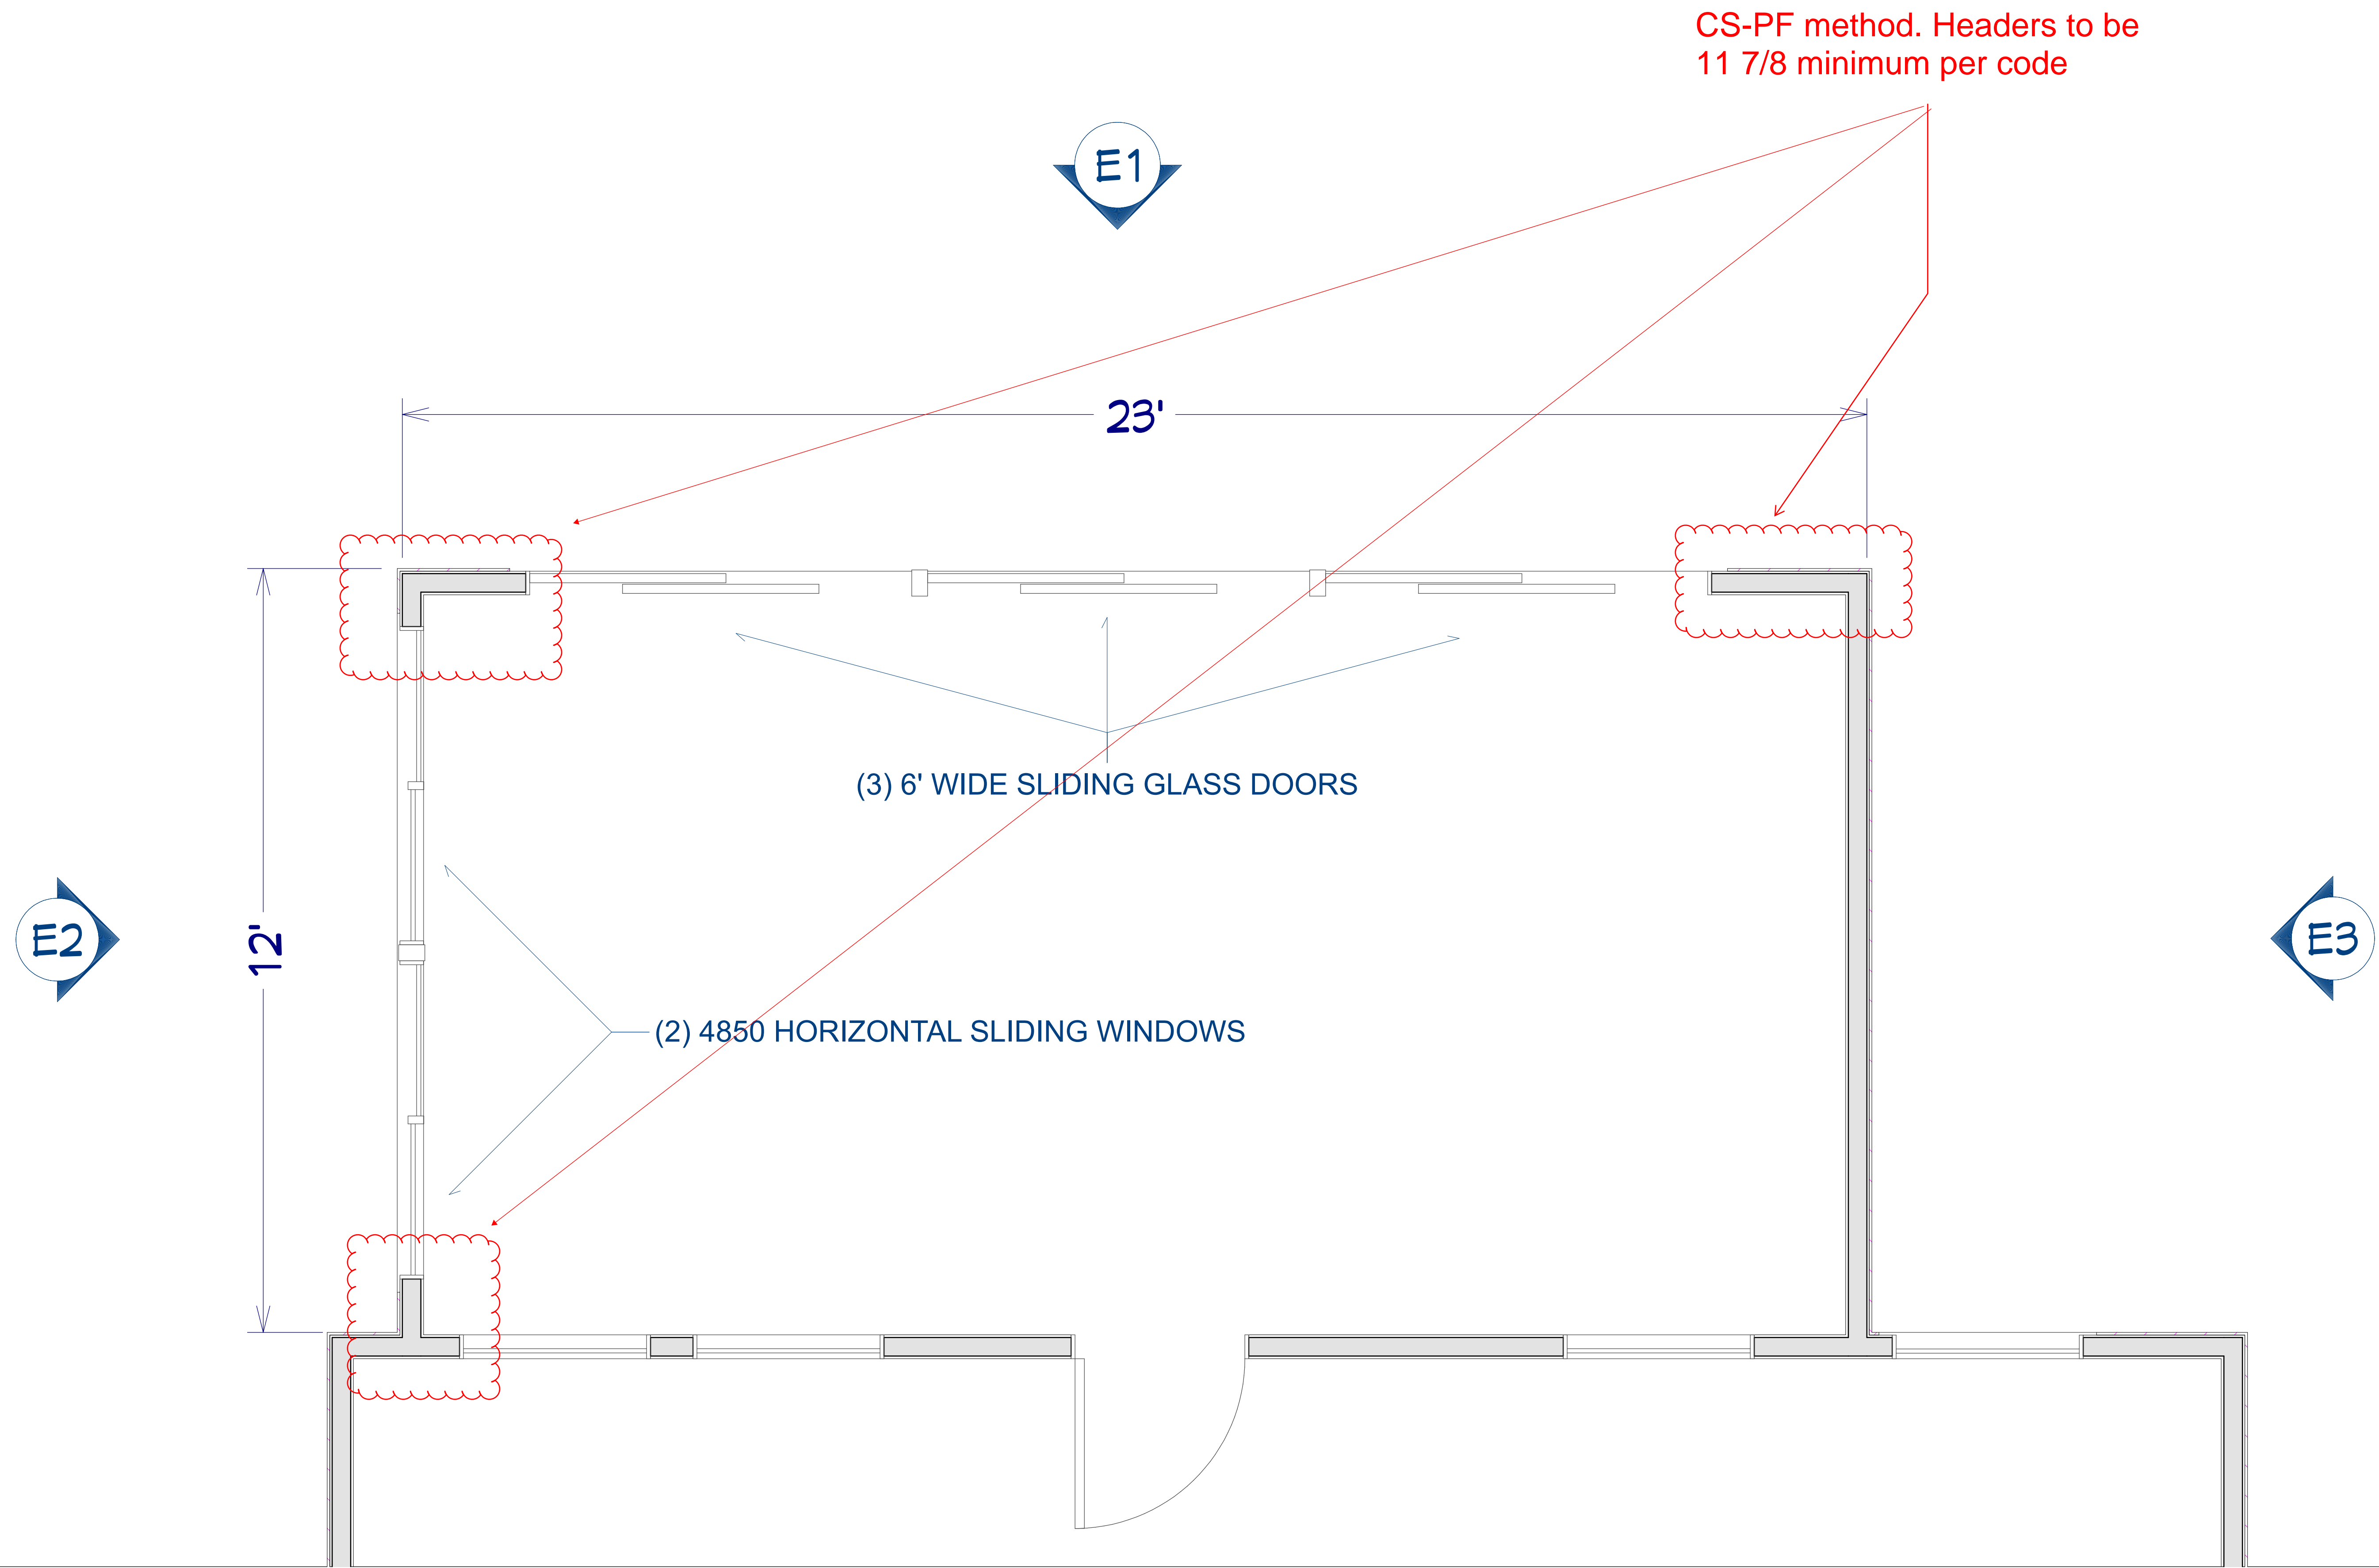 CS-PF method. Headers to be
11 7/8 minimum per code
E1
23'
(3) 6' WIDE SLIDING GLASS DOORS
E2
12'
E3
(2) 4850 HORIZONTAL SLIDING WINDOWS